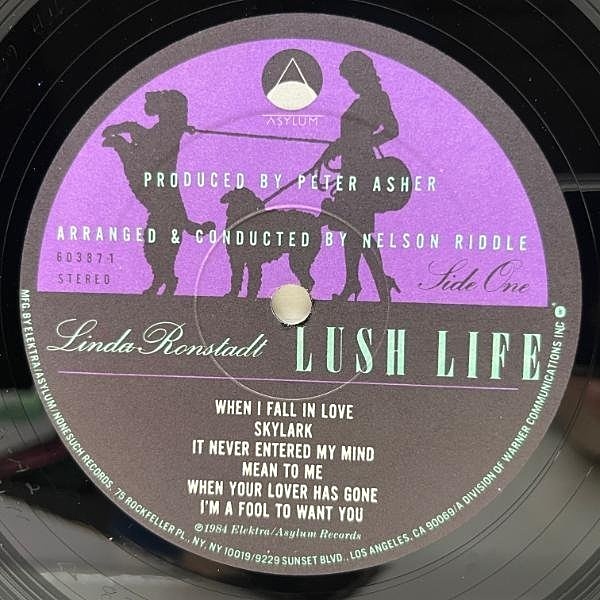 ASYLUM
PRODUCED BY PETER ASHER
ARRANGED & CONDUCTED BY NELSON RIDDLE
60387-1
STEREO
Side One
Linda Ronstadt LUSH LIFE
WHEN I FALL IN LOVE
SKYLARK
IT NEVER ENTERED MY MIND
MEAN TO ME
WHEN YOUR LOVER HAS GONE
I'M A FOOL TO WANT YOU
℗1984 Elektra/Asylum Records
MFG. BY ELEKTRA/ASYLUM/NONESUCH RECORDS, 75 ROCKFELLER PL., NY, NY 10019/9229 SUNSET BLVD., LOS ANGELES, CA 90069/A DIVISION OF WARNER COMMUNICATIONS INC